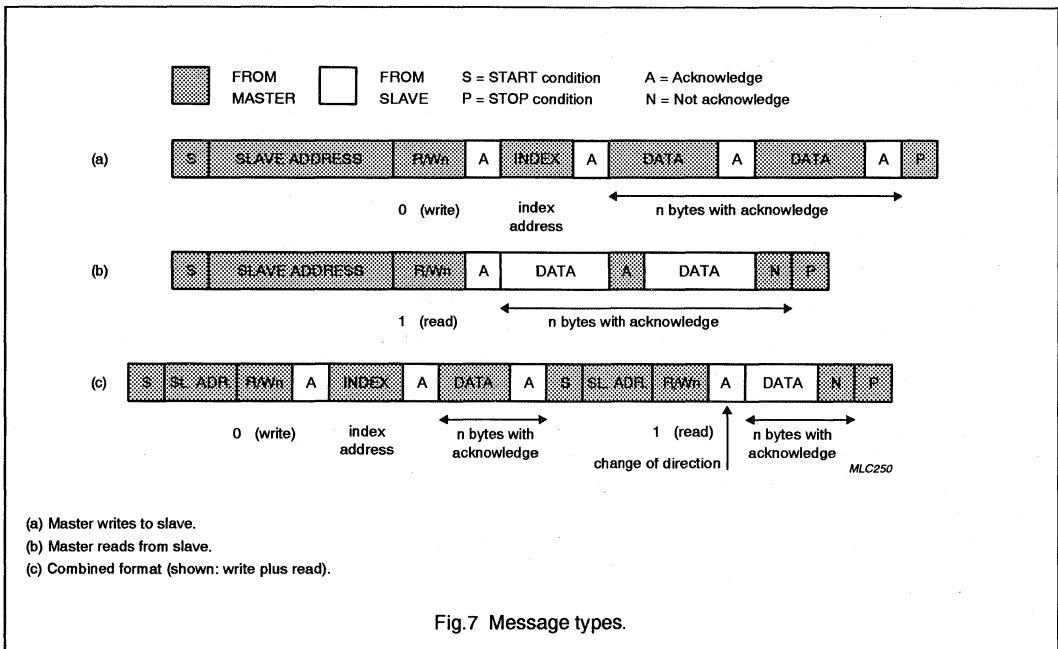 FROM MASTER FROM SLAVE S = START condition A = Acknowledge
P = STOP condition N = Not acknowledge
(a) S SLAVE ADDRESS R/Wn A INDEX A DATA A DATA A P
0 (write) index address n bytes with acknowledge
(b) S SLAVE ADDRESS R/Wn A DATA A DATA N P
1 (read) n bytes with acknowledge
(c) S SL. ADR. R/Wn A INDEX A DATA A S SL. ADR. R/Wn A DATA N P
0 (write) index address n bytes with acknowledge 1 (read) n bytes with acknowledge
change of direction
MLC250
(a) Master writes to slave.
(b) Master reads from slave.
(c) Combined format (shown: write plus read).
Fig.7 Message types.